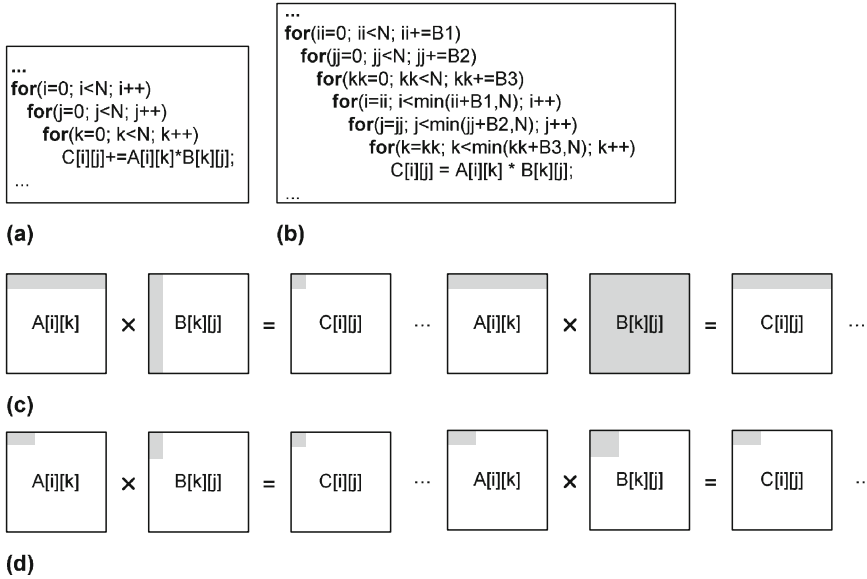 ...
for(i=0; i<N; i++)
for(j=0; j<N; j++)
for(k=0; k<N; k++)
C[i][j]+=A[i][k]*B[k][j];
...
(a)
...
for(ii=0; ii<N; ii+=B1)
for(jj=0; jj<N; jj+=B2)
for(kk=0; kk<N; kk+=B3)
for(i=ii; i<min(ii+B1,N); i++)
for(j=jj; j<min(jj+B2,N); j++)
for(k=kk; k<min(kk+B3,N); k++)
C[i][j] = A[i][k] * B[k][j];
...
(b)
A[i][k] × B[k][j] = C[i][j] ... A[i][k] × B[k][j] = C[i][j] ...
(c)
A[i][k] × B[k][j] = C[i][j] ... A[i][k] × B[k][j] = C[i][j] ..
(d)